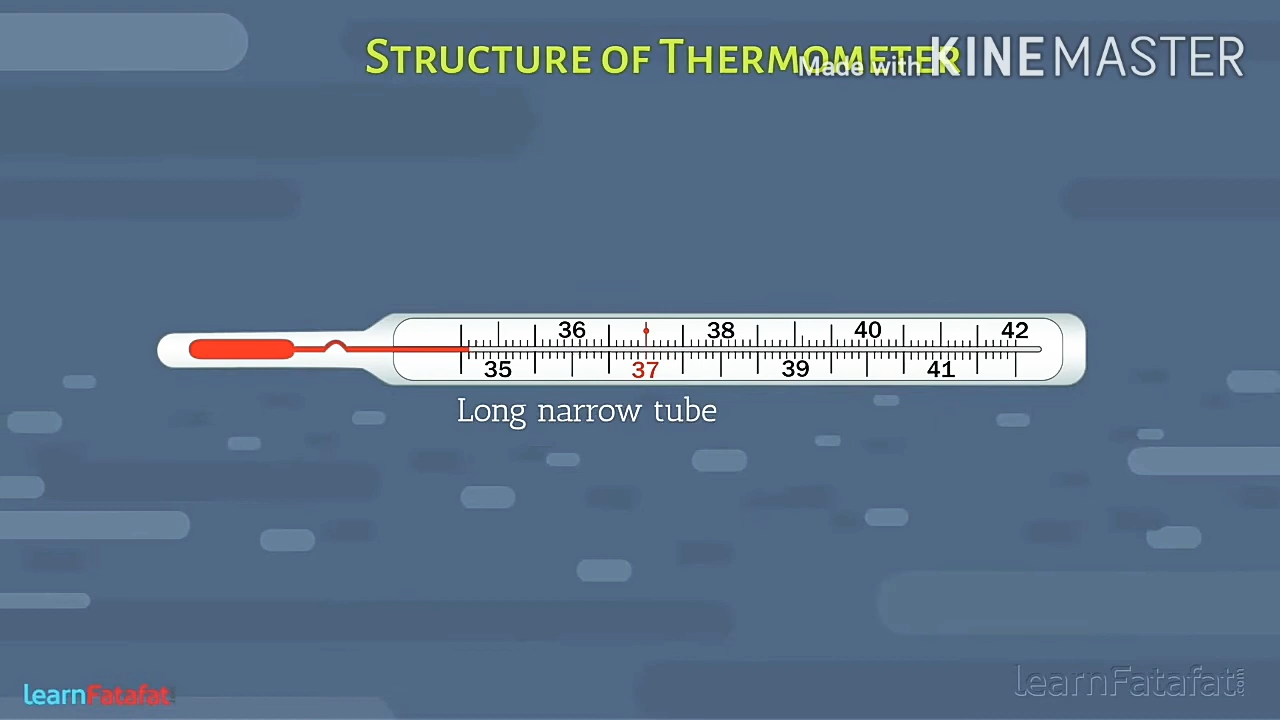 STRUCTURE OF THERMOMETER
Made with KINEMASTER
36 38 40 42
35 37 39 41
Long narrow tube
learnFatafat
learnFatafat.com